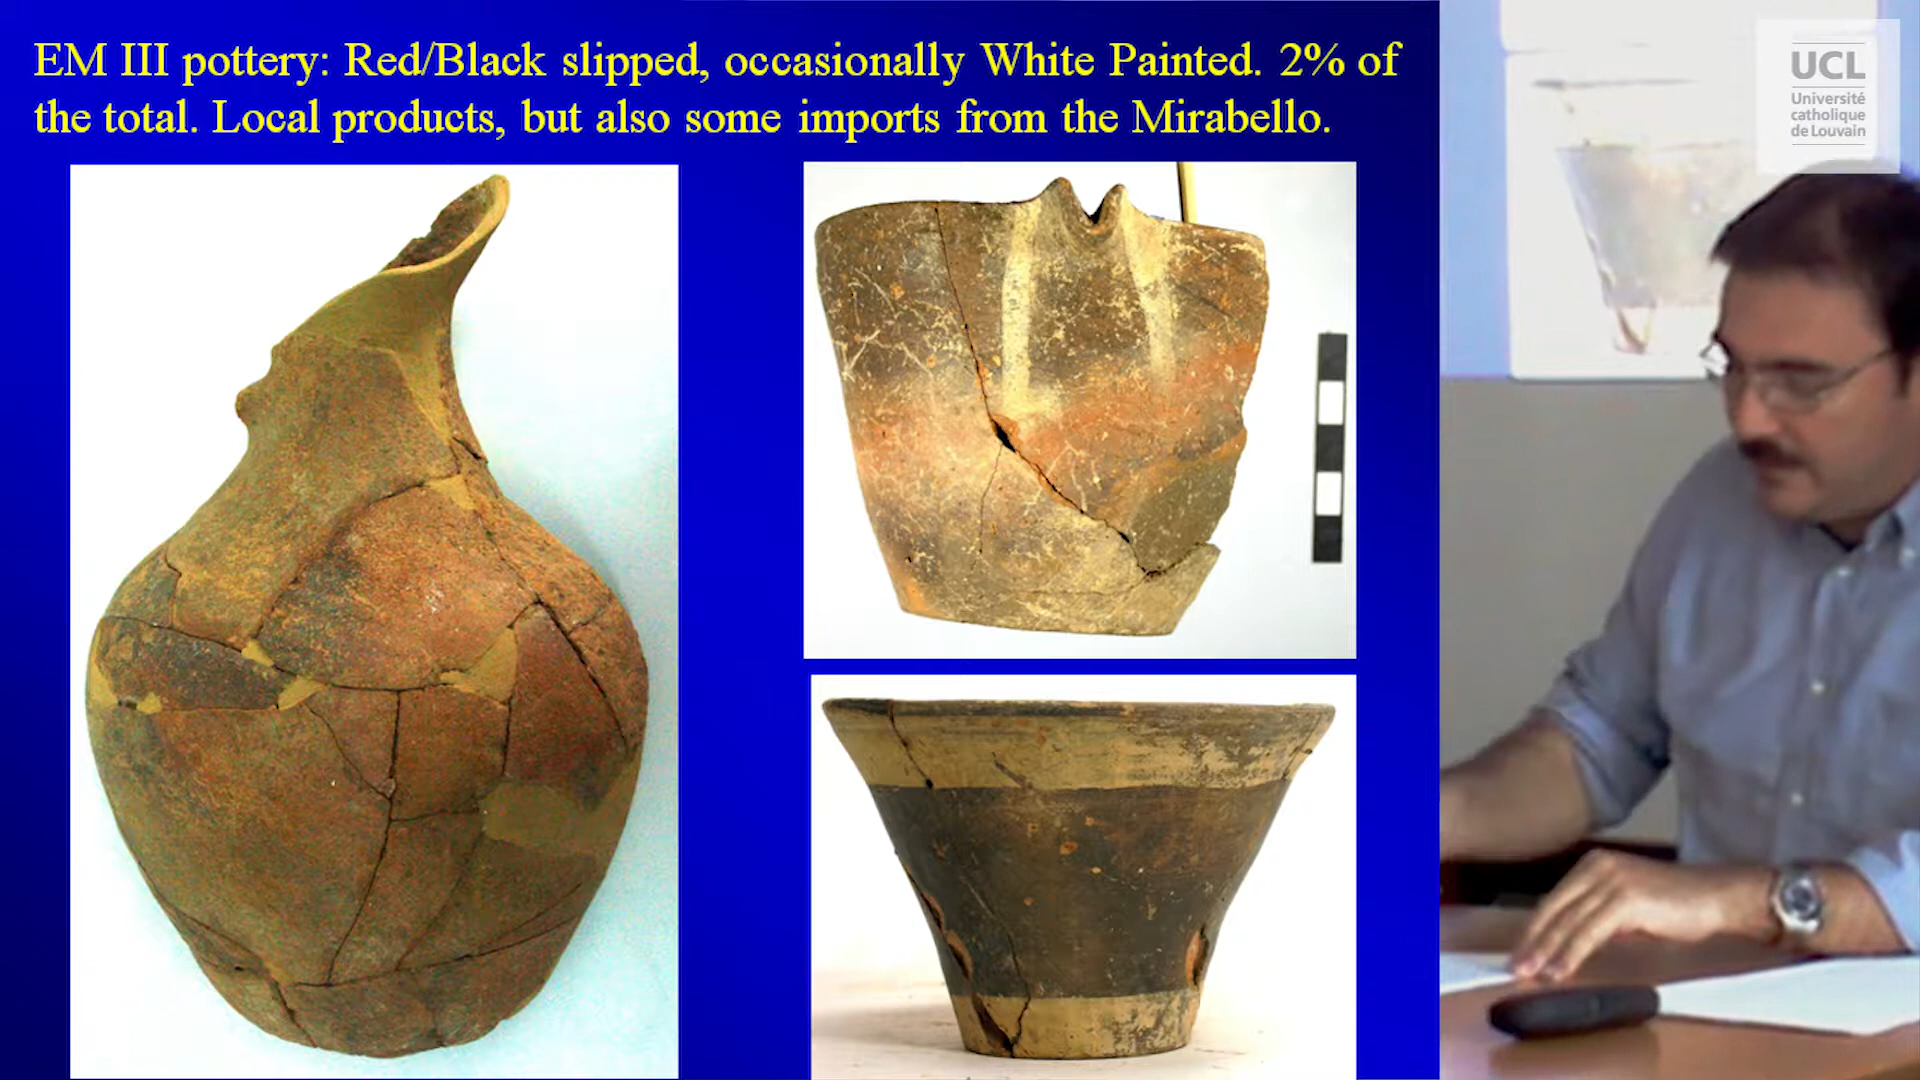 EM III pottery: Red/Black slipped, occasionally White Painted. 2% of
the total. Local products, but also some imports from the Mirabello.
UCL
Université
catholique
de Louvain